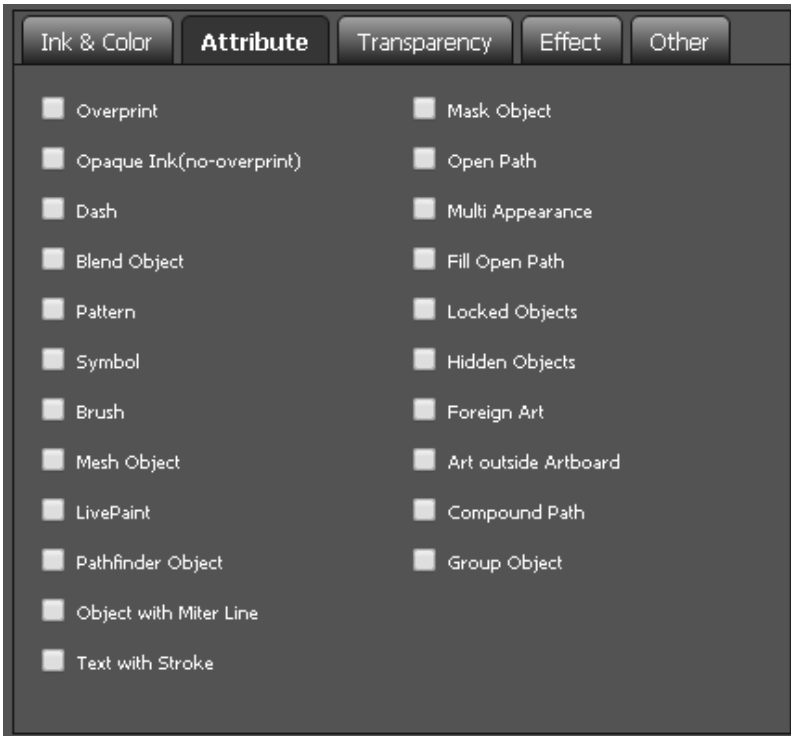 Ink & Color
Attribute
Transparency
Effect
Other
Overprint
Opaque Ink(no-overprint)
Dash
Blend Object
Pattern
Symbol
Brush
Mesh Object
LivePaint
Pathfinder Object
Object with Miter Line
Text with Stroke
Mask Object
Open Path
Multi Appearance
Fill Open Path
Locked Objects
Hidden Objects
Foreign Art
Art outside Artboard
Compound Path
Group Object